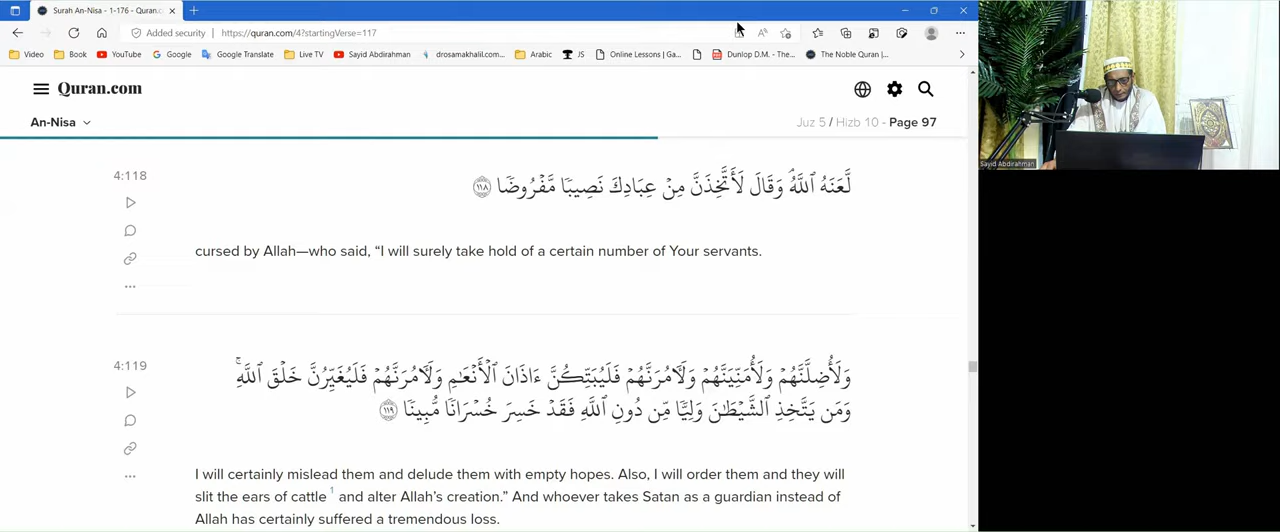 Surah An-Nisa - 1-176 - Quran.c
Added security
https://quran.com/4?startingVerse=117
Video
Book
YouTube
Google
Google Translate
Live TV
Sayid Abdirahman
drosamakhalil.com...
Arabic
JS
Online Lessons | Ga...
Dunlop D.M. - The...
The Noble Quran |...
Quran.com
An-Nisa
Juz 5 / Hizb 10 - Page 97
4:118
لَّعَنَهُ ٱللَّهُۘ وَقَالَ لَأَتَّخِذَنَّ مِنْ عِبَادِكَ نَصِيبًا مَّفْرُوضًا ١١٨
cursed by Allah—who said, “I will surely take hold of a certain number of Your servants.
4:119
وَلَأُضِلَّنَّهُمْ وَلَأُمَنِّيَنَّهُمْ وَلَـَٔامُرَنَّهُمْ فَلَيُبَتِّكُنَّ ءَاذَانَ ٱلْأَنْعَـٰمِ وَلَـَٔامُرَنَّهُمْ فَلَيُغَيِّرُنَّ خَلْقَ ٱللَّهِۚ
وَمَن يَتَّخِذِ ٱلشَّيْطَـٰنَ وَلِيًّا مِّن دُونِ ٱللَّهِ فَقَدْ خَسِرَ خُسْرَانًا مُّبِينًا ١١٩
I will certainly mislead them and delude them with empty hopes. Also, I will order them and they will
slit the ears of cattle 1 and alter Allah’s creation.” And whoever takes Satan as a guardian instead of
Allah has certainly suffered a tremendous loss.
Sayid Abdirahman